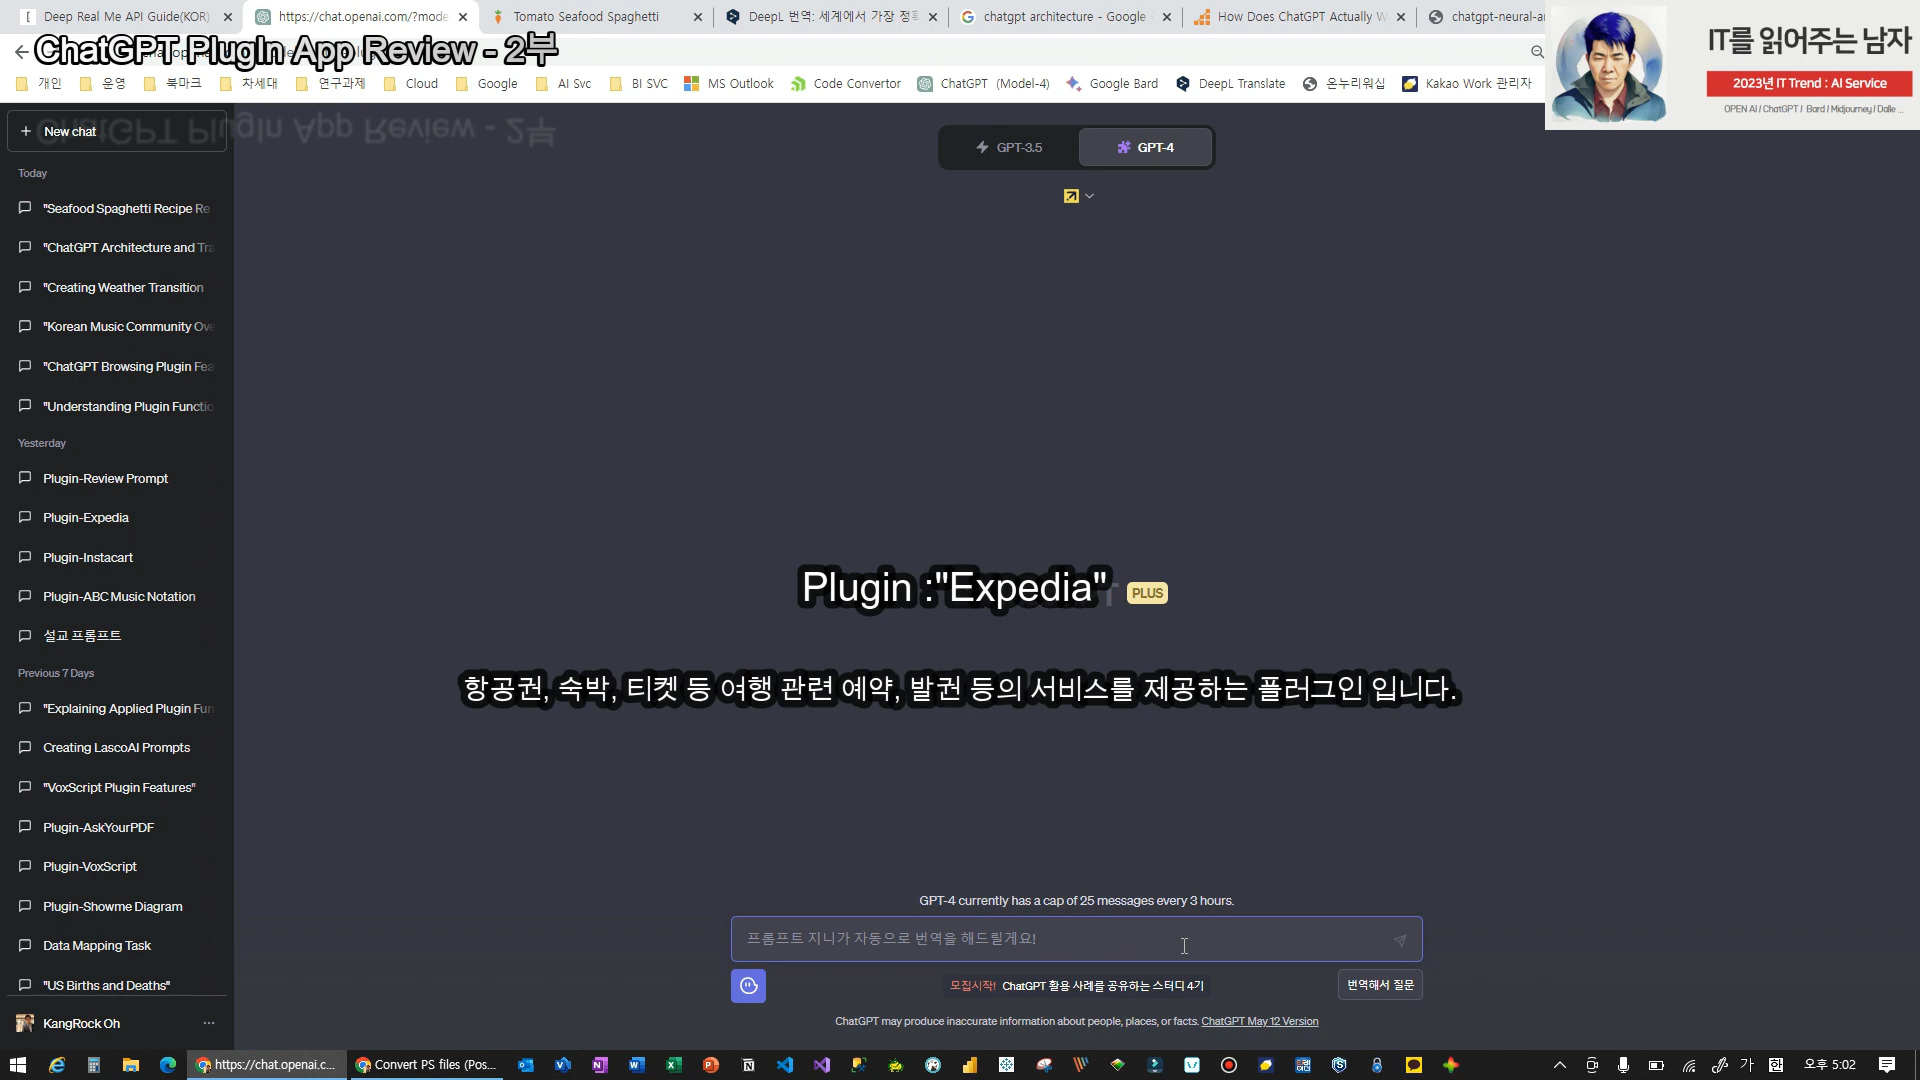 Deep Real Me API Guide(KOR)
https://chat.openai.com/?mode
Tomato Seafood Spaghetti
DeepL 번역: 세계에서 가장 정확
chatgpt architecture - Google
How Does ChatGPT Actually W
chatgpt-neural-a
ChatGPT PlugIn App Review - 2부
개인
운영
북마크
차세대
연구과제
Cloud
Google
AI Svc
BI SVC
MS Outlook
Code Convertor
ChatGPT (Model-4)
Google Bard
DeepL Translate
온누리워십
Kakao Work 관리자
IT를 읽어주는 남자
2023년 IT Trend : AI Service
OPEN AI / ChatGPT / Bard / Midjourney / Dalle ...
New chat
GPT-3.5
GPT-4
Today
"Seafood Spaghetti Recipe Re
"ChatGPT Architecture and Tra
"Creating Weather Transition
"Korean Music Community Ove
"ChatGPT Browsing Plugin Fea
"Understanding Plugin Functio
Yesterday
Plugin-Review Prompt
Plugin-Expedia
Plugin-Instacart
Plugin-ABC Music Notation
설교 프롬프트
Previous 7 Days
"Explaining Applied Plugin Fun
Creating LascoAI Prompts
"VoxScript Plugin Features"
Plugin-AskYourPDF
Plugin-VoxScript
Plugin-Showme Diagram
Data Mapping Task
"US Births and Deaths"
KangRock Oh
Plugin :"Expedia"
PLUS
항공권, 숙박, 티켓 등 여행 관련 예약, 발권 등의 서비스를 제공하는 플러그인 입니다.
GPT-4 currently has a cap of 25 messages every 3 hours.
프롬프트 지니가 자동으로 번역을 해드릴게요!
모집시작! ChatGPT 활용 사례를 공유하는 스터디 4기
번역해서 질문
ChatGPT may produce inaccurate information about people, places, or facts. ChatGPT May 12 Version
https://chat.openai.c...
Convert PS files (Pos...
가
한
오후 5:02